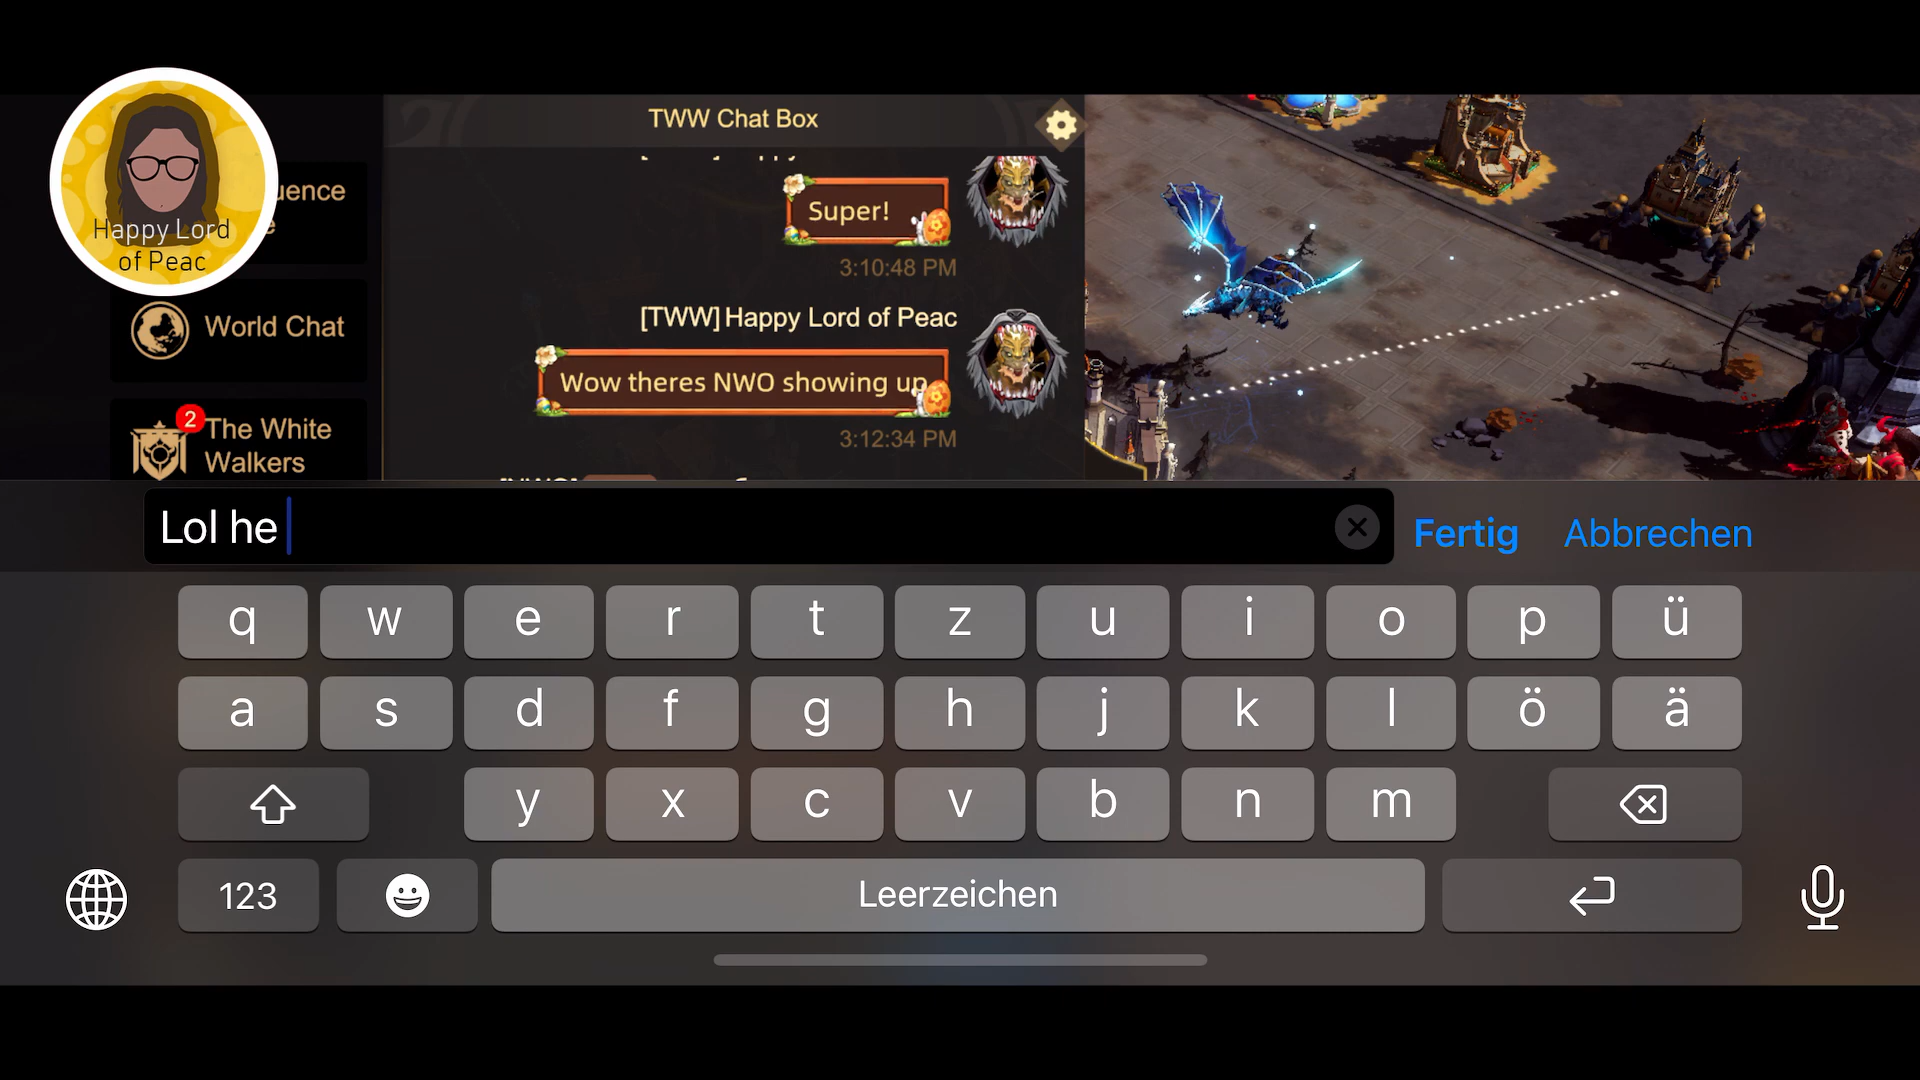 TWW Chat Box
Super!
3:10:48 PM
[TWW] Happy Lord of Peac
Wow theres NWO showing up
3:12:34 PM
Happy Lord
of Peac
uence
e
World Chat
2
The White
Walkers
Lol he
Fertig
Abbrechen
q w e r t z u i o p ü
a s d f g h j k l ö ä
y x c v b n m
123
Leerzeichen